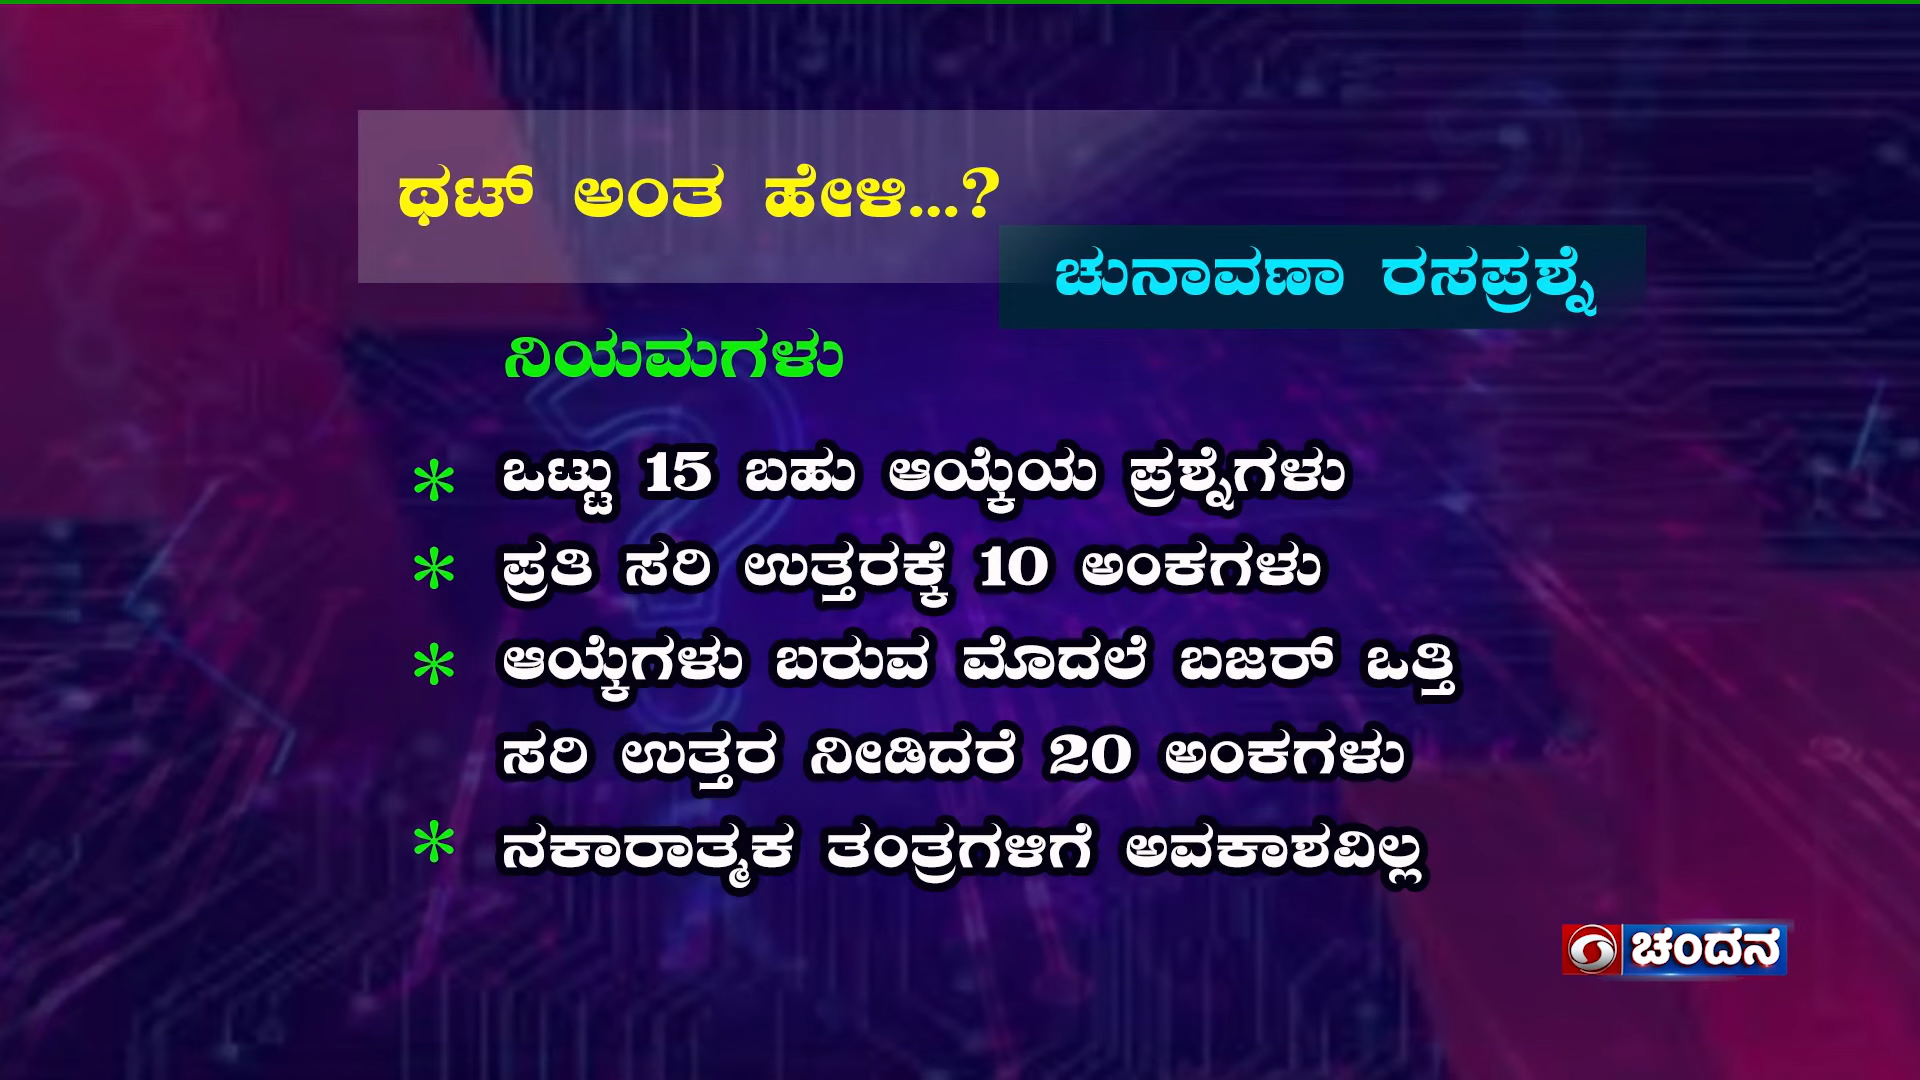 ಥಟ್ ಅಂತ ಹೇಳಿ...?
ಚುನಾವಣಾ ರಸಪ್ರಶ್ನೆ
ನಿಯಮಗಳು
* ಒಟ್ಟು 15 ಬಹು ಆಯ್ಕೆಯ ಪ್ರಶ್ನೆಗಳು
* ಪ್ರತಿ ಸರಿ ಉತ್ತರಕ್ಕೆ 10 ಅಂಕಗಳು
* ಆಯ್ಕೆಗಳು ಬರುವ ಮೊದಲೆ ಬಜರ್ ಒತ್ತಿ
ಸರಿ ಉತ್ತರ ನೀಡಿದರೆ 20 ಅಂಕಗಳು
* ನಕಾರಾತ್ಮಕ ತಂತ್ರಗಳಿಗೆ ಅವಕಾಶವಿಲ್ಲ
ಚಂದನ